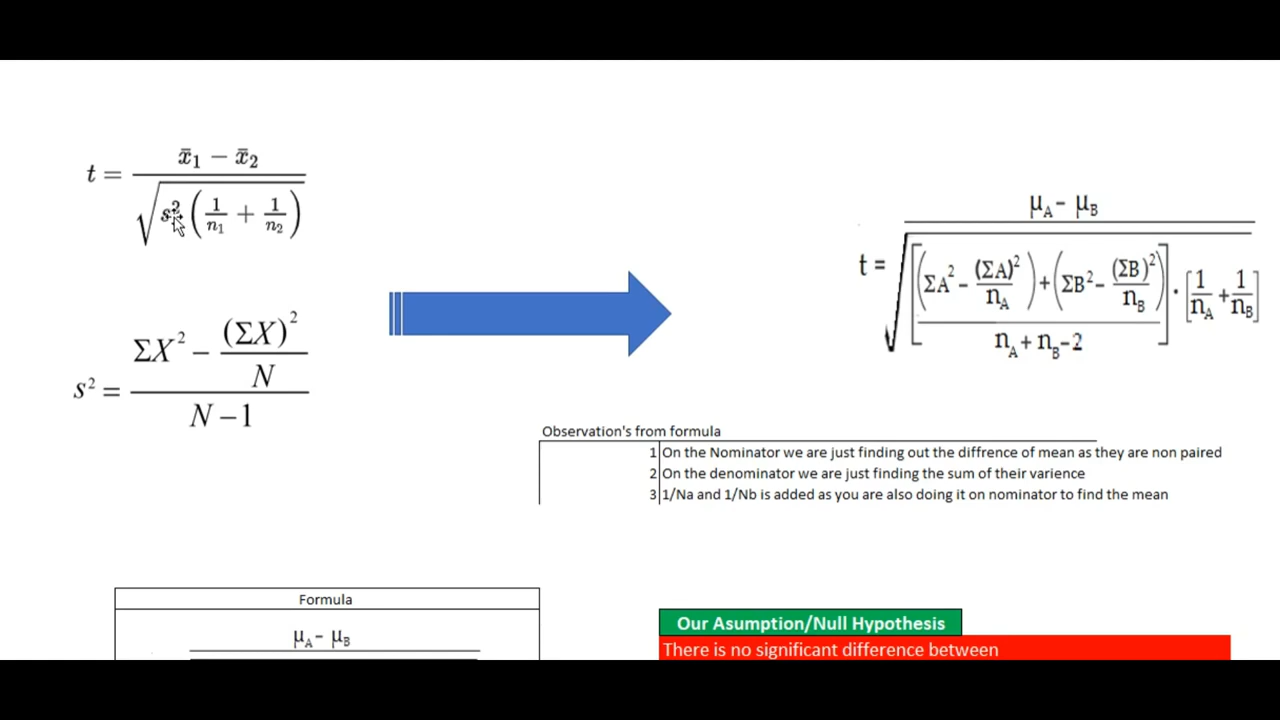 t = x̄₁ − x̄₂ / √(s² (1/n₁ + 1/n₂))
s² = (ΣX² − (ΣX)²/N) / (N − 1)
t = μA - μB / √([((ΣA² - (ΣA)²/nA) + (ΣB² - (ΣB)²/nB)) / (nA + nB - 2)] · [1/nA + 1/nB])
Observation's from formula
1 On the Nominator we are just finding out the diffrence of mean as they are non paired
2 On the denominator we are just finding the sum of their varience
3 1/Na and 1/Nb is added as you are also doing it on nominator to find the mean
Formula
μA - μB
Our Asumption/Null Hypothesis
There is no significant difference between